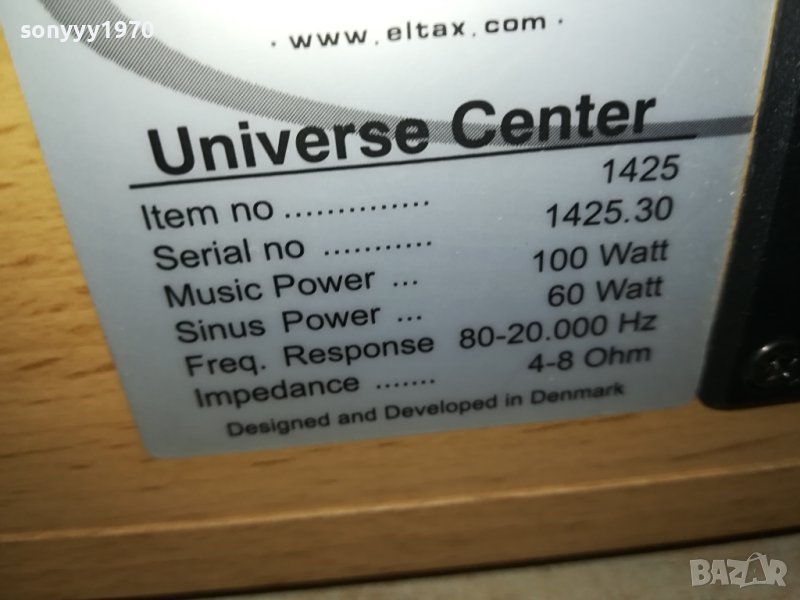 sonyyy1970
· www.eltax.com ·
Universe Center
Item no .............. 1425
Serial no ........... 1425.30
Music Power ... 100 Watt
Sinus Power ... 60 Watt
Freq. Response 80-20.000 Hz
Impedance ....... 4-8 Ohm
Designed and Developed in Denmark
BAZAR